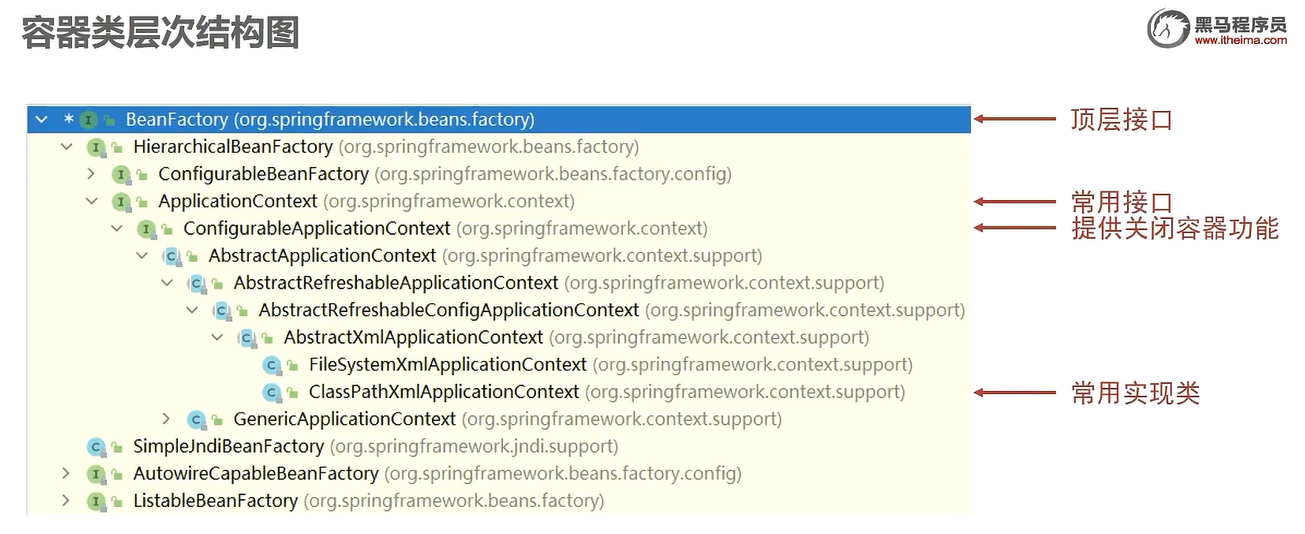 容器类层次结构图
黑马程序员
www.itheima.com
* I BeanFactory (org.springframework.beans.factory)
顶层接口
I HierarchicalBeanFactory (org.springframework.beans.factory)
I ConfigurableBeanFactory (org.springframework.beans.factory.config)
I ApplicationContext (org.springframework.context)
常用接口
I ConfigurableApplicationContext (org.springframework.context)
提供关闭容器功能
C AbstractApplicationContext (org.springframework.context.support)
C AbstractRefreshableApplicationContext (org.springframework.context.support)
C AbstractRefreshableConfigApplicationContext (org.springframework.context.support)
C AbstractXmlApplicationContext (org.springframework.context.support)
C FileSystemXmlApplicationContext (org.springframework.context.support)
C ClassPathXmlApplicationContext (org.springframework.context.support)
常用实现类
C GenericApplicationContext (org.springframework.context.support)
C SimpleJndiBeanFactory (org.springframework.jndi.support)
I AutowireCapableBeanFactory (org.springframework.beans.factory.config)
I ListableBeanFactory (org.springframework.beans.factory)